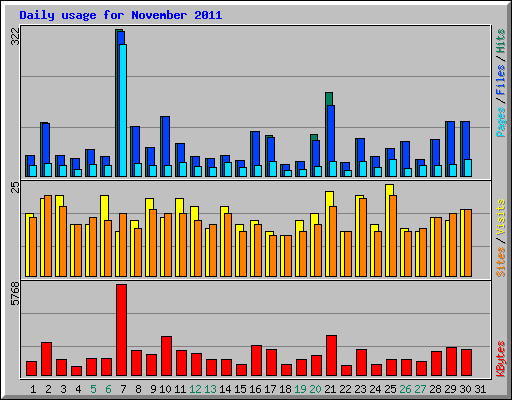 Daily usage for November 2011
322
Pages / Files / Hits
25
Sites / Visits
5768
KBytes
1 2 3 4 5 6 7 8 9 10 11 12 13 14 15 16 17 18 19 20 21 22 23 24 25 26 27 28 29 30 31